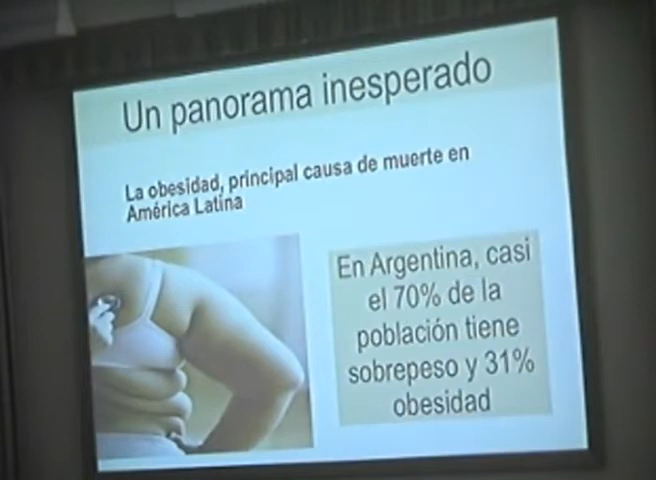 Un panorama inesperado
La obesidad, principal causa de muerte en
América Latina
En Argentina, casi
el 70% de la
población tiene
sobrepeso y 31%
obesidad